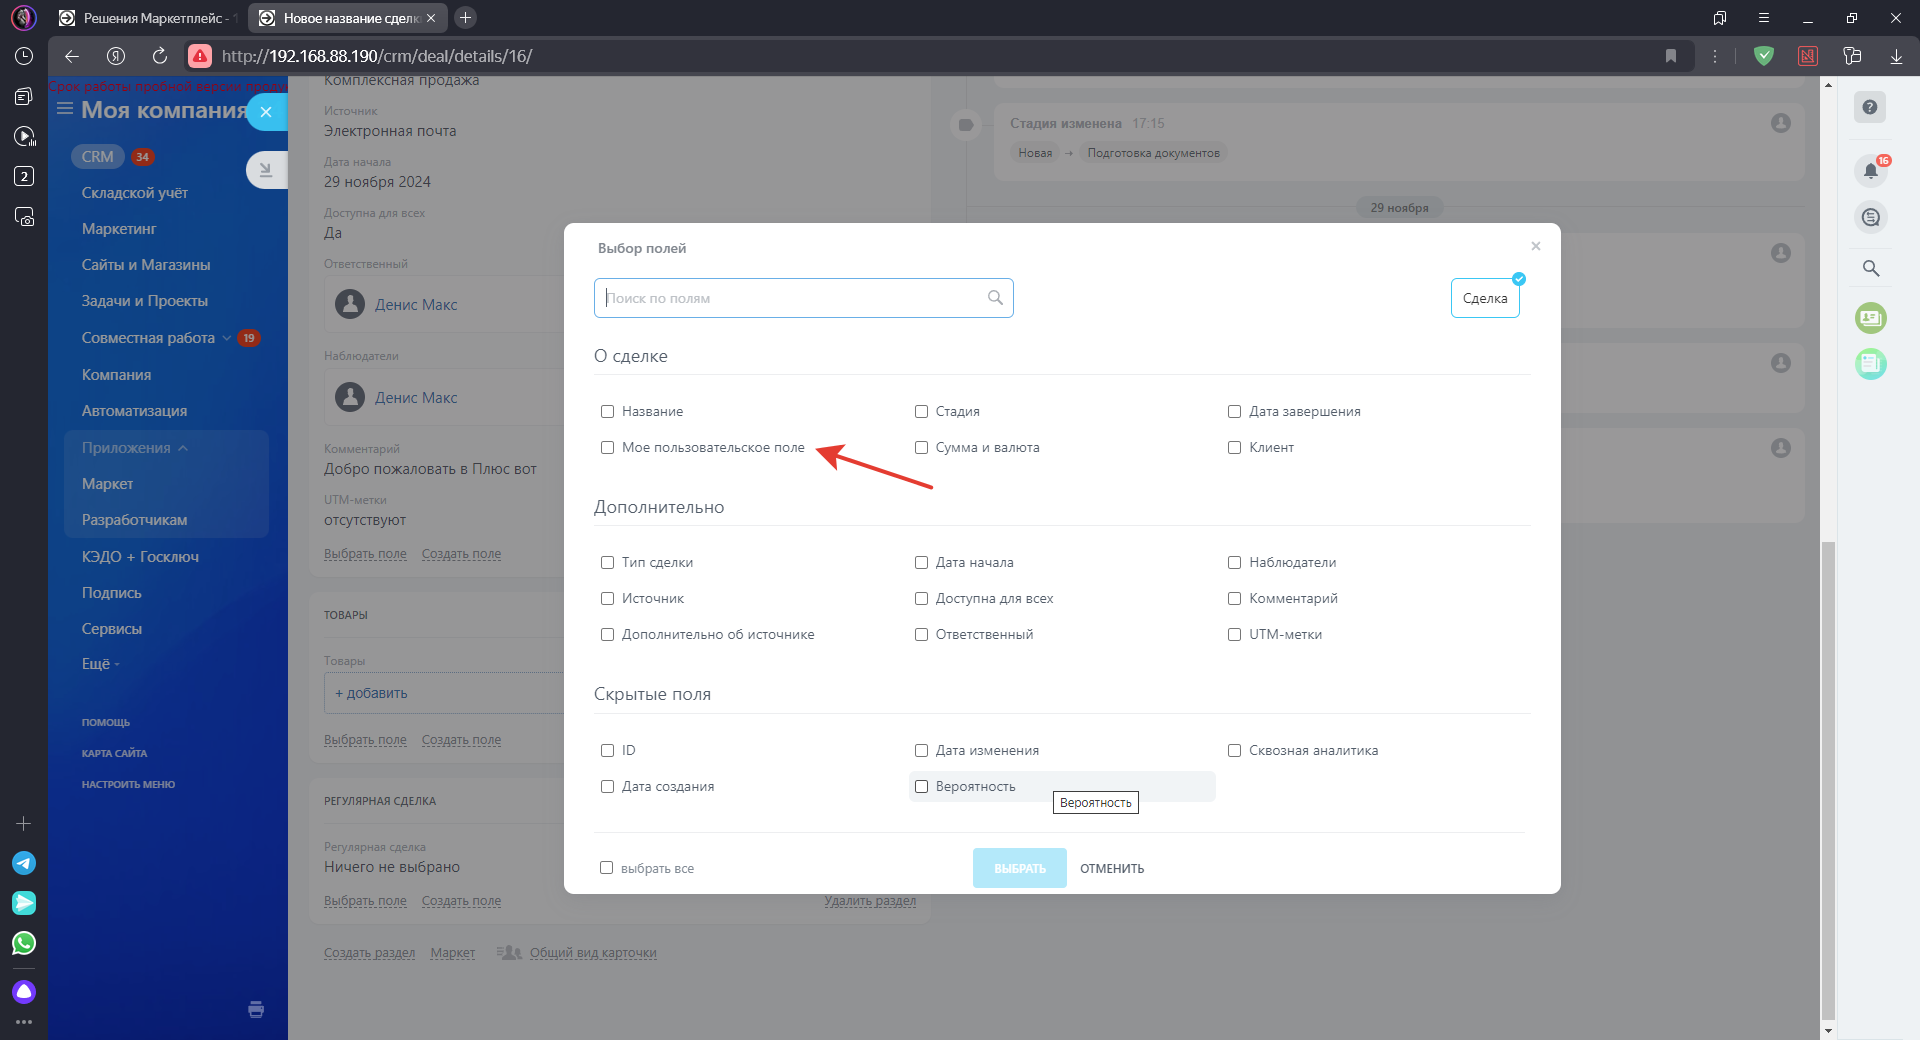 Решения Маркетплейс - 1
Новое название сделк
http://192.168.88.190/crm/deal/details/16/
2
Срок работы пробной версии проду
Моя компания
CRM 34
Складской учёт
Маркетинг
Сайты и Магазины
Задачи и Проекты
Совместная работа 19
Компания
Автоматизация
Приложения
Маркет
Разработчикам
КЭДО + Госключ
Подпись
Сервисы
Ещё
ПОМОЩЬ
КАРТА САЙТА
НАСТРОИТЬ МЕНЮ
Комплексная продажа
Источник
Электронная почта
Дата начала
29 ноября 2024
Доступна для всех
Да
Ответственный
Денис Макс
Наблюдатели
Денис Макс
Комментарий
Добро пожаловать в Плюс вот
UTM-метки
отсутствуют
Выбрать поле Создать поле
ТОВАРЫ
Товары
+ добавить
Выбрать поле Создать поле
РЕГУЛЯРНАЯ СДЕЛКА
Регулярная сделка
Ничего не выбрано
Выбрать поле Создать поле Удалить раздел
Создать раздел Маркет Общий вид карточки
Стадия изменена 17:15
Новая → Подготовка документов
29 ноября
?
16
Выбор полей
Поиск по полям
Сделка
О сделке
Название Стадия Дата завершения
Мое пользовательское поле Сумма и валюта Клиент
Дополнительно
Тип сделки Дата начала Наблюдатели
Источник Доступна для всех Комментарий
Дополнительно об источнике Ответственный UTM-метки
Скрытые поля
ID Дата изменения Сквозная аналитика
Дата создания Вероятность
Вероятность
выбрать все ВЫБРАТЬ ОТМЕНИТЬ